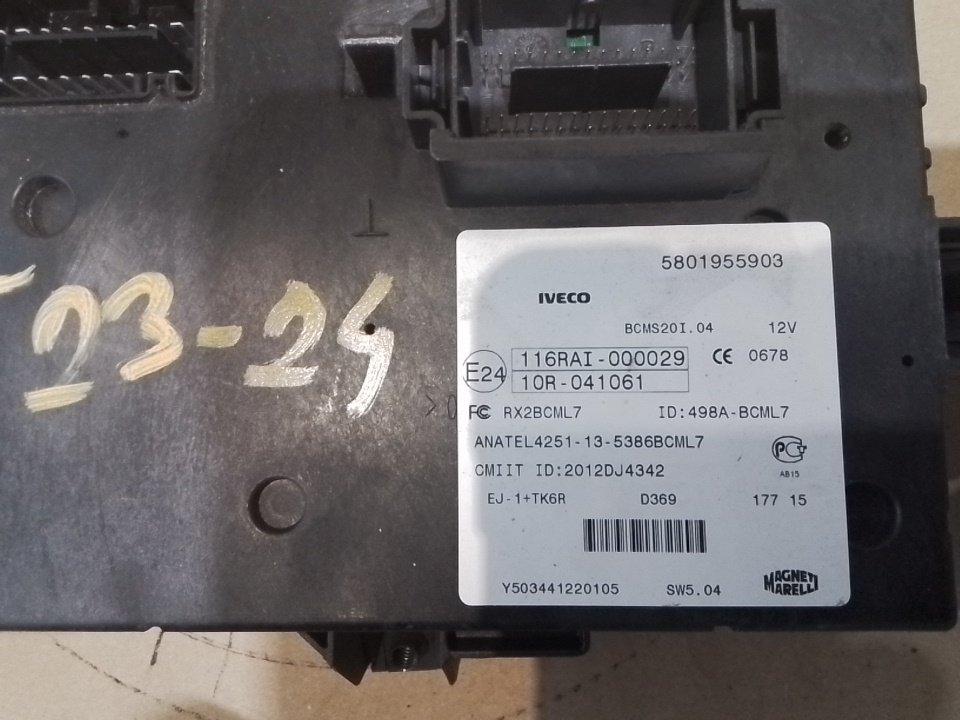 5801955903
IVECO
BCMS20I.04 12V
E24 116RAI-000029 CE 0678
10R-041061
FC RX2BCML7 ID:498A-BCML7
ANATEL4251-13-5386BCML7
CMIIT ID:2012DJ4342
AB15
EJ-1+TK6R D369 177 15
Y503441220105 SW5.04 MAGNETI MARELLI
23-24